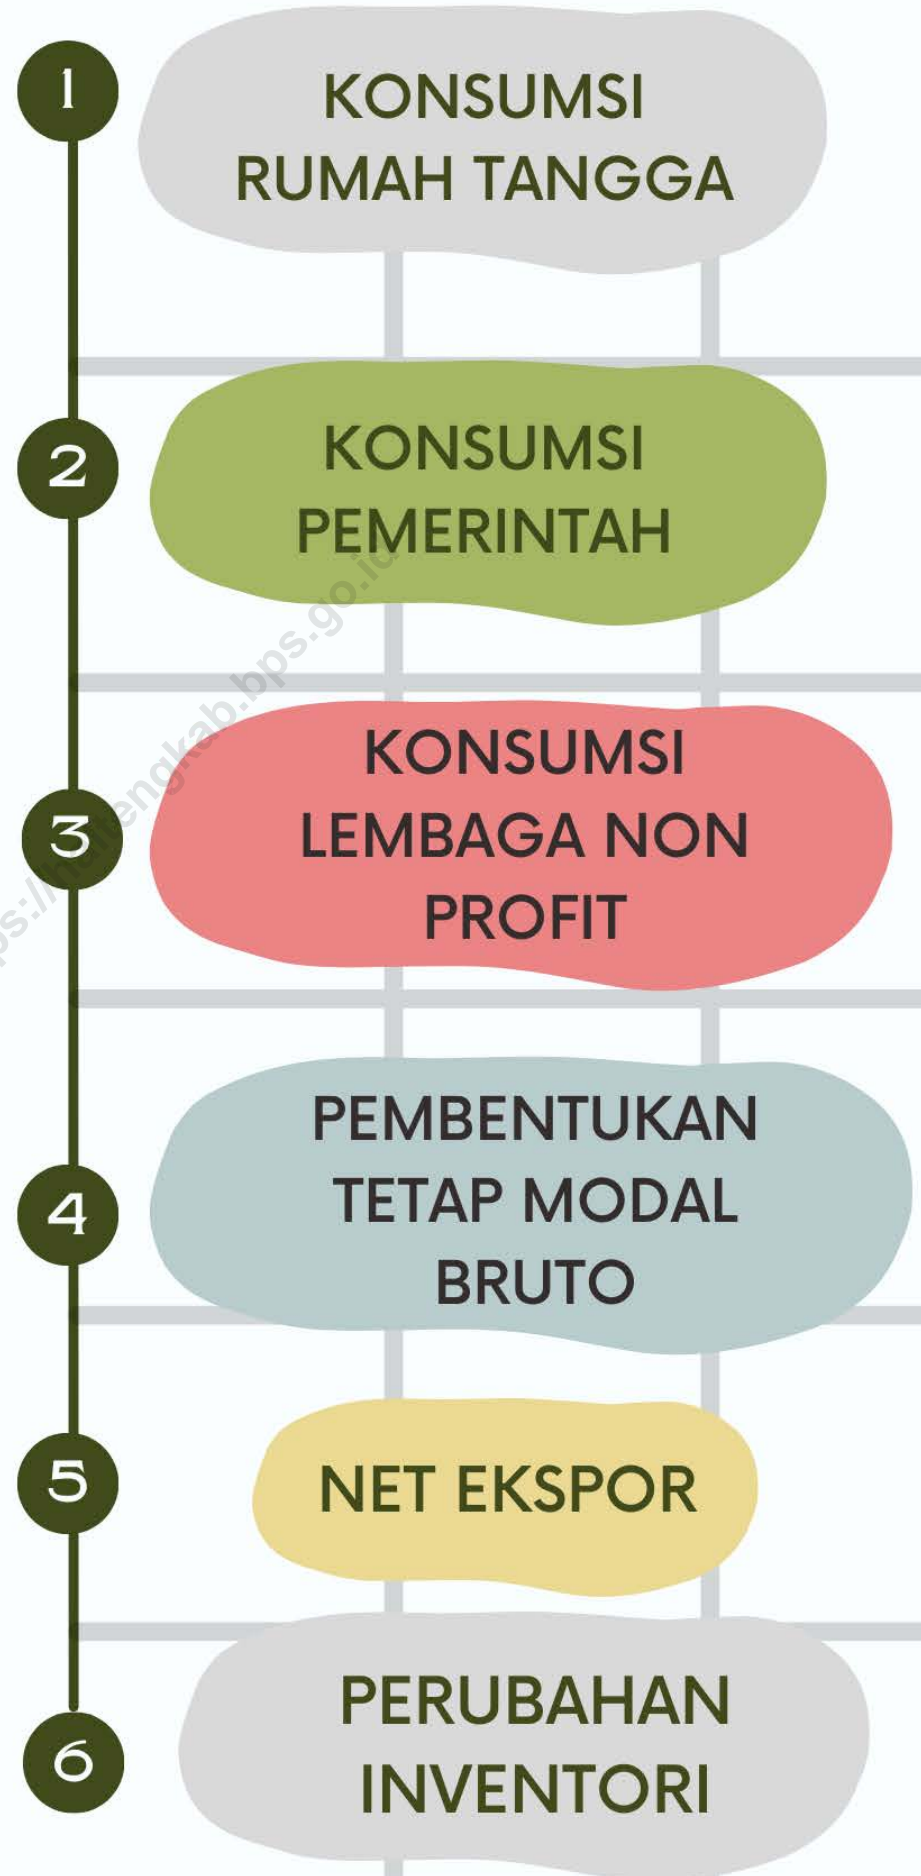 1
KONSUMSI
RUMAH TANGGA
2
KONSUMSI
PEMERINTAH
3
KONSUMSI
LEMBAGA NON
PROFIT
4
PEMBENTUKAN
TETAP MODAL
BRUTO
5
NET EKSPOR
6
PERUBAHAN
INVENTORI